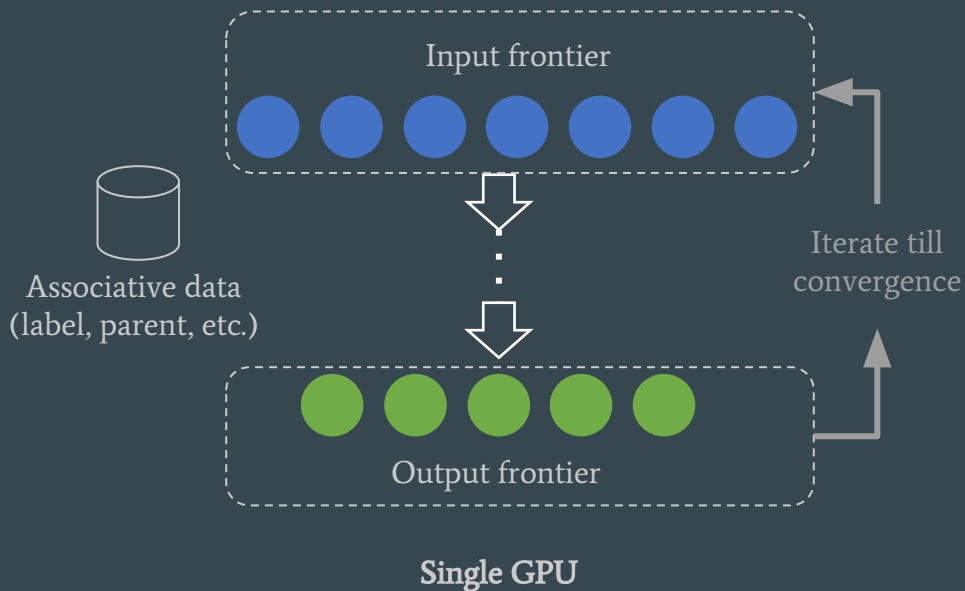 Input frontier
Associative data
(label, parent, etc.)
Iterate till
convergence
Output frontier
Single GPU